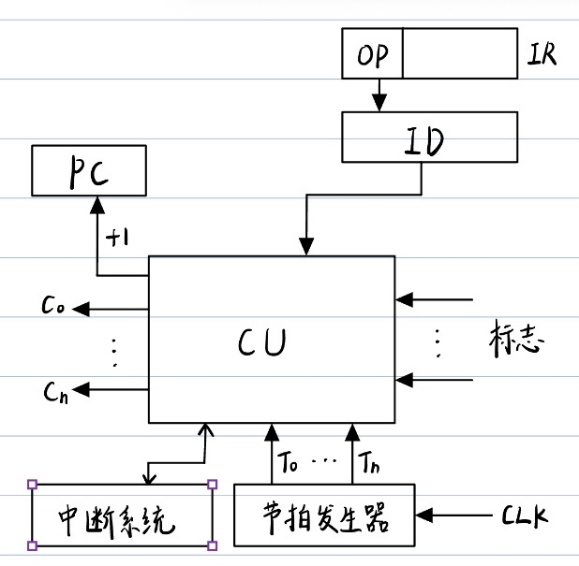 OP
IR
ID
PC
+1
C₀
⋮
Cₙ
CU
⋮
标志
T₀ … Tₙ
中断系统
节拍发生器
CLK